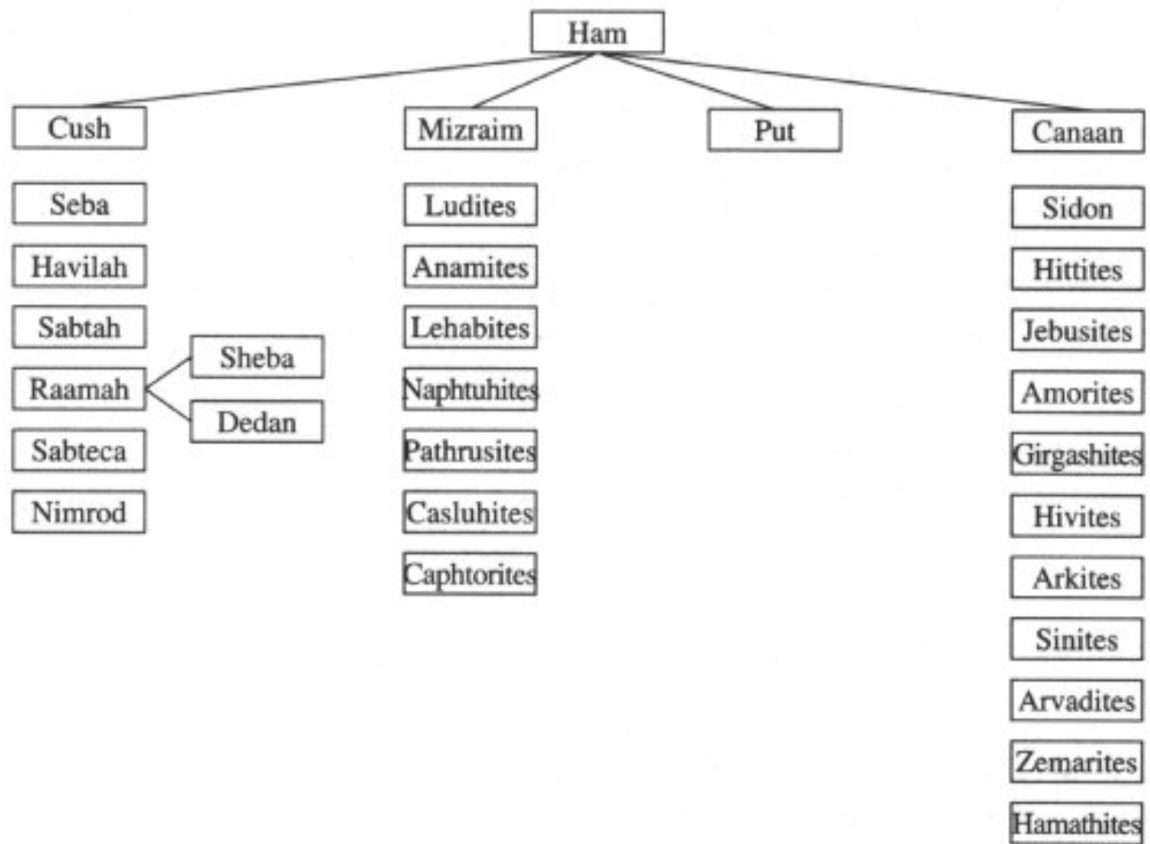 Ham
Cush
Mizraim
Put
Canaan
Seba
Havilah
Sabtah
Raamah
Sheba
Dedan
Sabteca
Nimrod
Ludites
Anamites
Lehabites
Naphtuhites
Pathrusites
Casluhites
Caphtorites
Sidon
Hittites
Jebusites
Amorites
Girgashites
Hivites
Arkites
Sinites
Arvadites
Zemarites
Hamathites